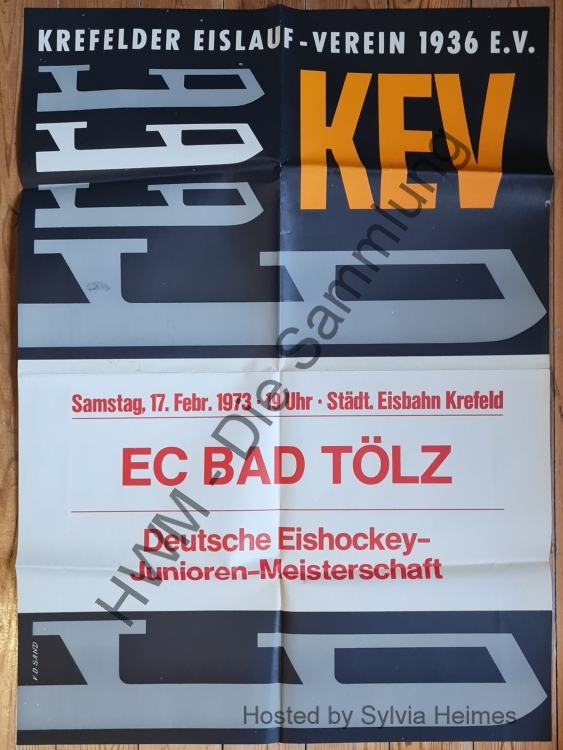 KREFELDER EISLAUF-VEREIN 1936 E.V.
KEV
Samstag, 17. Febr. 1973 · 19 Uhr · Städt. Eisbahn Krefeld
EC BAD TÖLZ
Deutsche Eishockey-
Junioren-Meisterschaft
V.D.SAND
HWM - Die Sammlung
Hosted by Sylvia Heimes